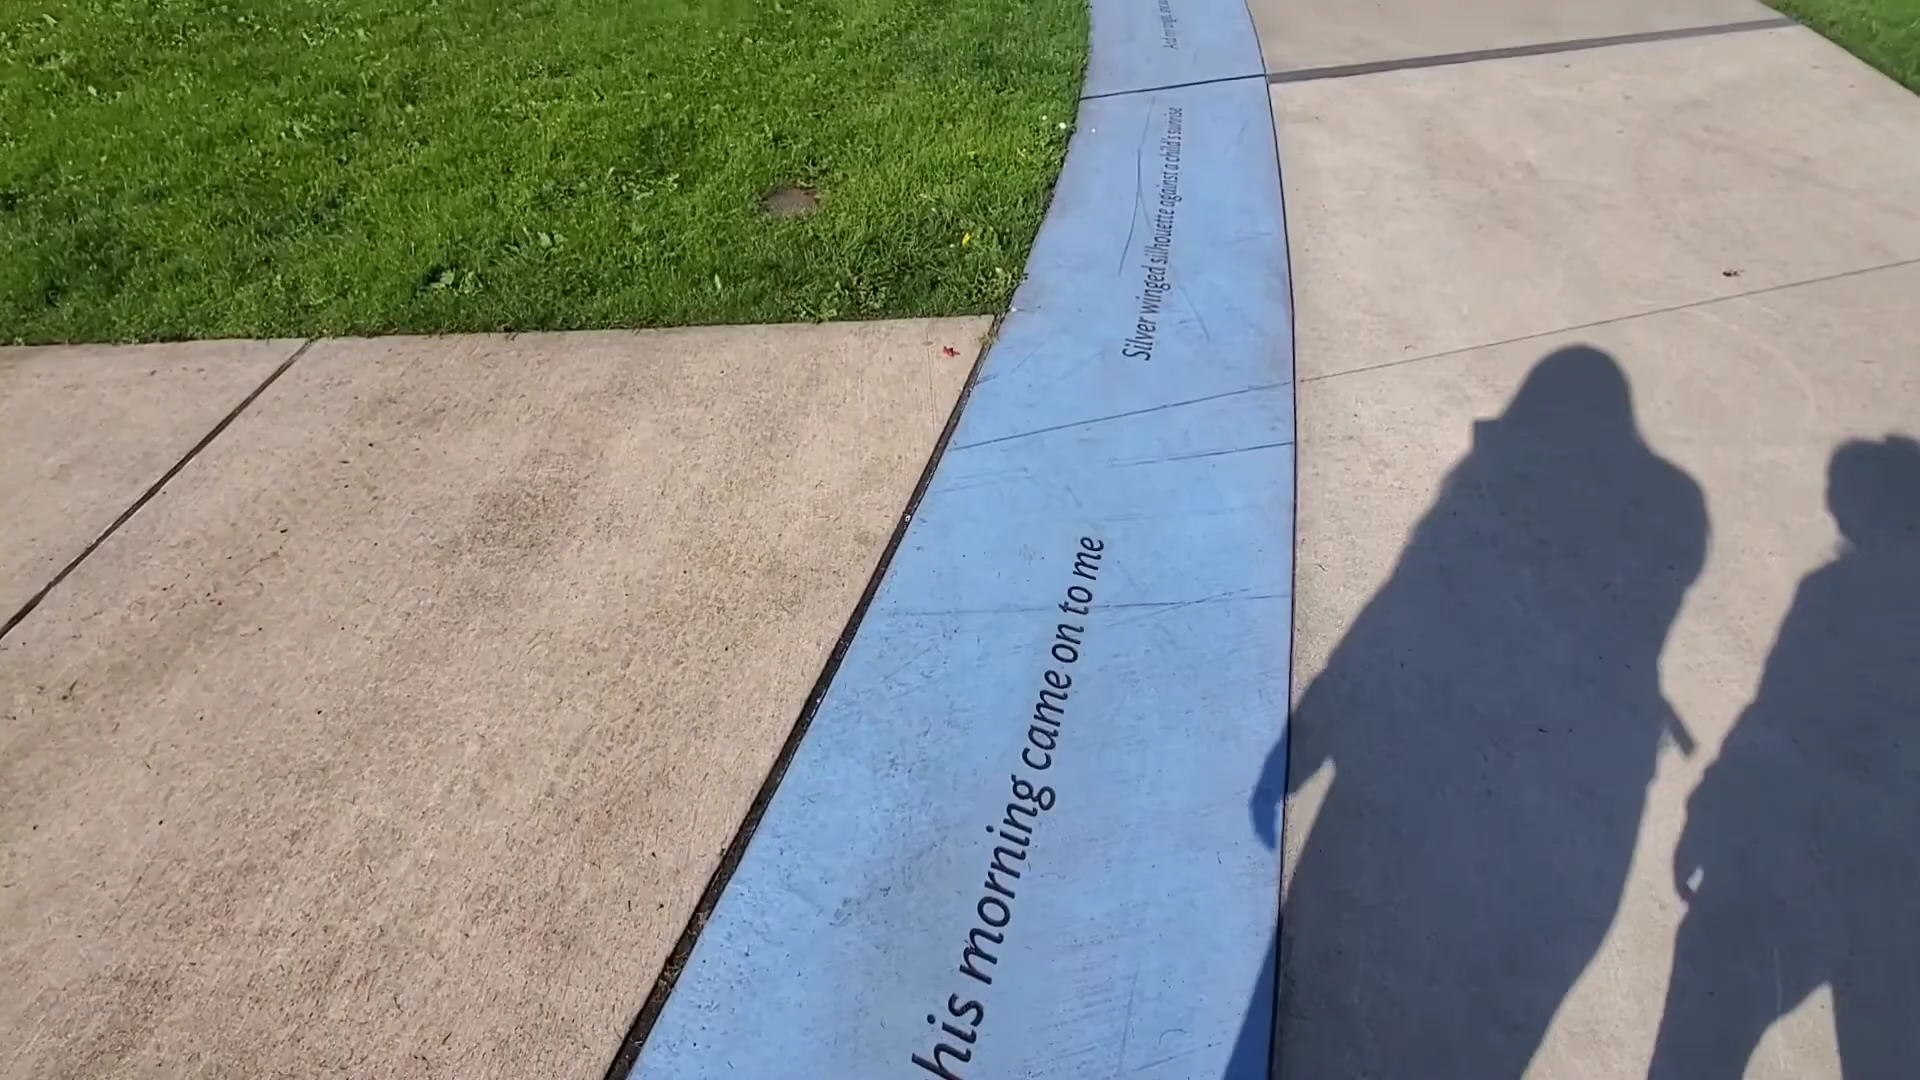 his morning came on to me
Silver winged silhouette against a child's sunrise